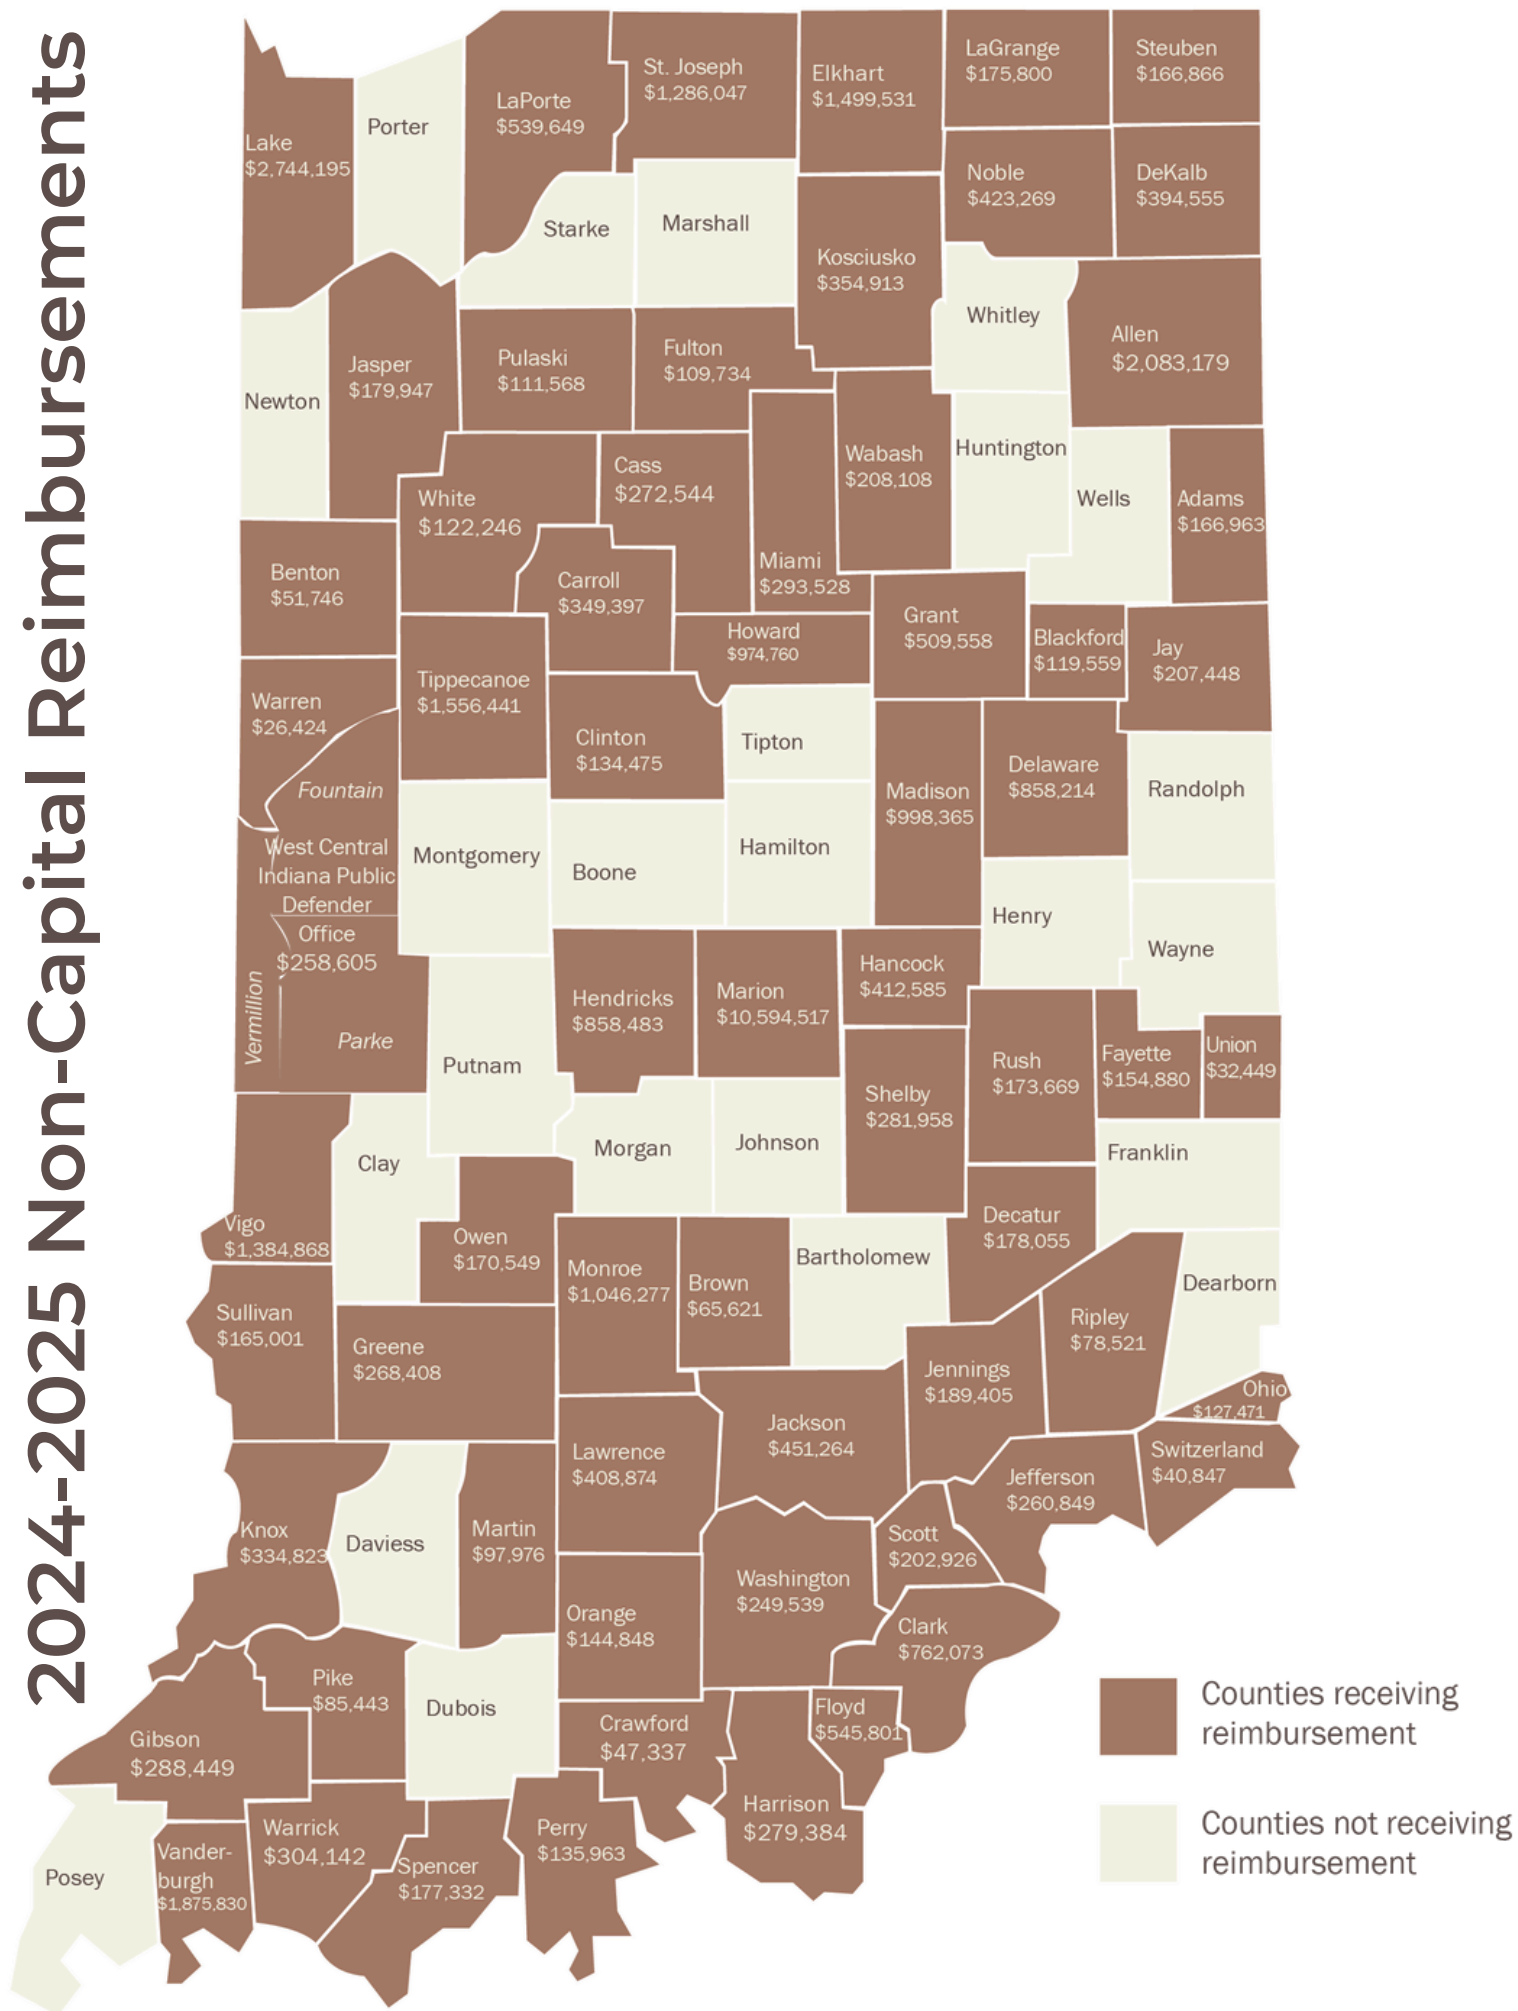 2024-2025 Non-Capital Reimbursements
Lake
$2,744,195
Porter
LaPorte
$539,649
St. Joseph
$1,286,047
Elkhart
$1,499,531
LaGrange
$175,800
Steuben
$166,866
Starke
Marshall
Kosciusko
$354,913
Noble
$423,269
DeKalb
$394,555
Whitley
Allen
$2,083,179
Newton
Jasper
$179,947
Pulaski
$111,568
Fulton
$109,734
White
$122,246
Cass
$272,544
Miami
$293,528
Wabash
$208,108
Huntington
Wells
Adams
$166,963
Benton
$51,746
Carroll
$349,397
Howard
$974,760
Grant
$509,558
Blackford
$119,559
Jay
$207,448
Warren
$26,424
Tippecanoe
$1,556,441
Clinton
$134,475
Tipton
Madison
$998,365
Delaware
$858,214
Randolph
Fountain
West Central
Indiana Public
Defender
Office
$258,605
Vermillion
Parke
Montgomery
Boone
Hamilton
Henry
Wayne
Putnam
Hendricks
$858,483
Marion
$10,594,517
Hancock
$412,585
Shelby
$281,958
Rush
$173,669
Fayette
$154,880
Union
$32,449
Clay
Morgan
Johnson
Franklin
Vigo
$1,384,868
Owen
$170,549
Monroe
$1,046,277
Brown
$65,621
Bartholomew
Decatur
$178,055
Dearborn
Sullivan
$165,001
Greene
$268,408
Ripley
$78,521
Jennings
$189,405
Ohio
$127,471
Jackson
$451,264
Lawrence
$408,874
Switzerland
$40,847
Jefferson
$260,849
Knox
$334,823
Daviess
Martin
$97,976
Scott
$202,926
Washington
$249,539
Orange
$144,848
Clark
$762,073
Pike
$85,443
Dubois
Gibson
$288,449
Crawford
$47,337
Floyd
$545,801
Harrison
$279,384
Posey
Vander-
burgh
$1,875,830
Warrick
$304,142
Spencer
$177,332
Perry
$135,963
Counties receiving
reimbursement
Counties not receiving
reimbursement